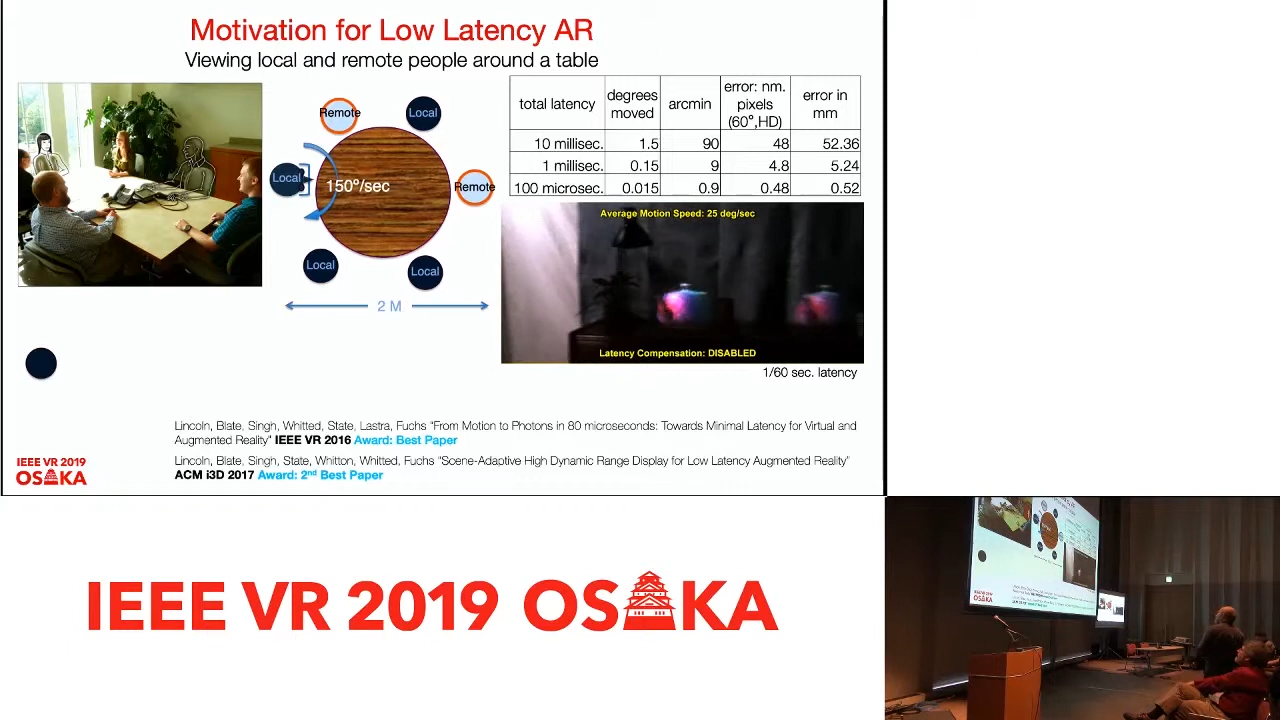 Motivation for Low Latency AR
Viewing local and remote people around a table
Remote
Local
Local
150°/sec
Remote
Local
Local
2 M
total latency degrees moved arcmin error: nm. pixels (60°,HD) error in mm
10 millisec. 1.5 90 48 52.36
1 millisec. 0.15 9 4.8 5.24
100 microsec. 0.015 0.9 0.48 0.52
Average Motion Speed: 25 deg/sec
Latency Compensation: DISABLED
1/60 sec. latency
Lincoln, Blate, Singh, Whitted, State, Lastra, Fuchs "From Motion to Photons in 80 microseconds: Towards Minimal Latency for Virtual and
Augmented Reality" IEEE VR 2016 Award: Best Paper
Lincoln, Blate, Singh, State, Whitton, Whitted, Fuchs "Scene-Adaptive High Dynamic Range Display for Low Latency Augmented Reality"
ACM i3D 2017 Award: 2nd Best Paper
IEEE VR 2019
OSAKA
IEEE VR 2019 OSAKA